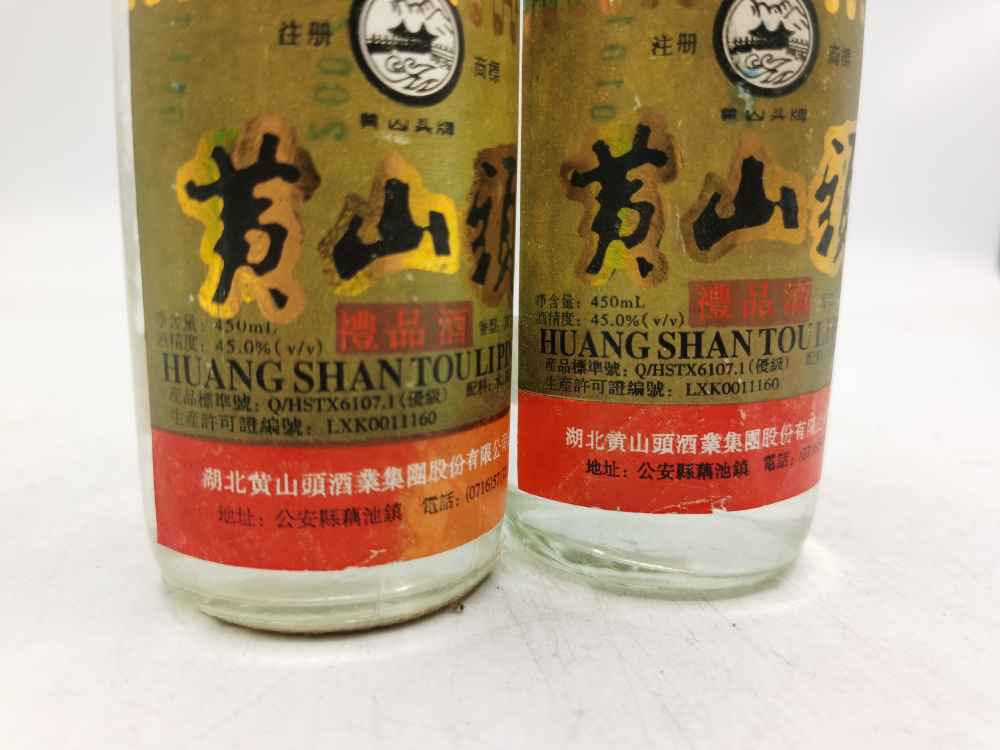 注册
商標
黄山头牌
黄山頭
净含量：450mL
酒精度：45.0%(v/v)
禮品酒
HUANG SHAN TOU LI PIN
產品標準號：Q/HSTX6107.1(優級)
生産許可證編號：LXK0011160
配料：
湖北黄山頭酒業集團股份有限公司
地址：公安縣藕池鎮 電話：(0716)
注册
商標
黄山头牌
黄山頭
净含量：450mL
酒精度：45.0%(v/v)
禮品酒
HUANG SHAN TOU
產品標準號：Q/HSTX6107.1(優級)
生産許可證編號：LXK0011160
湖北黄山頭酒業集團股份有限
地址：公安縣藕池鎮 電話：